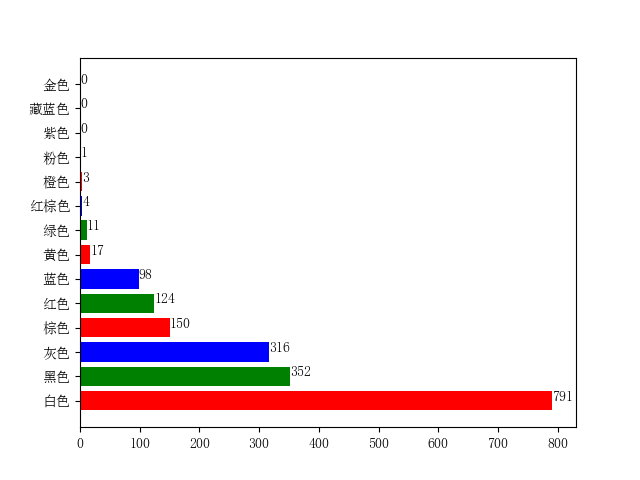 金色 0
藏蓝色 0
紫色 0
粉色 1
橙色 3
红棕色 4
绿色 11
黄色 17
蓝色 98
红色 124
棕色 150
灰色 316
黑色 352
白色 791
0 100 200 300 400 500 600 700 800